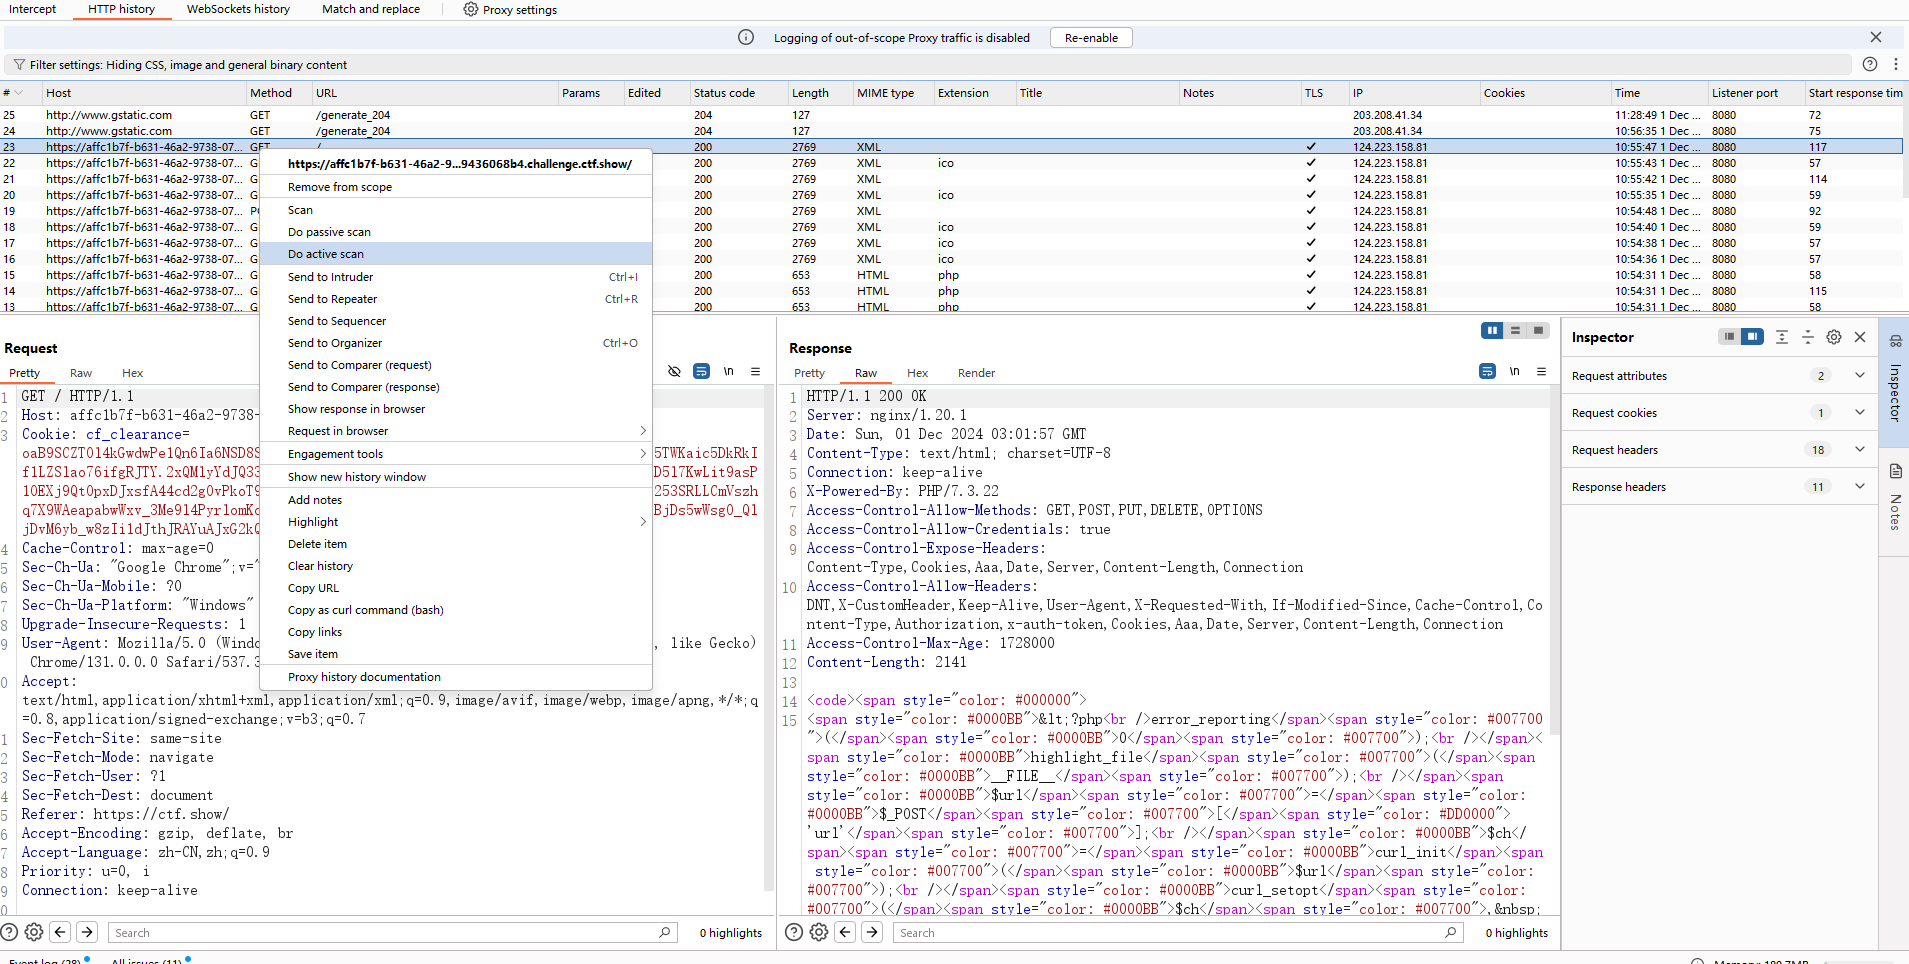 Intercept HTTP history WebSockets history Match and replace Proxy settings
Logging of out-of-scope Proxy traffic is disabled Re-enable
Filter settings: Hiding CSS, image and general binary content
# Host Method URL Params Edited Status code Length MIME type Extension Title Notes TLS IP Cookies Time Listener port Start response tim
25 http://www.gstatic.com GET /generate_204 204 127 203.208.41.34 11:28:49 1 Dec ... 8080 72
24 http://www.gstatic.com GET /generate_204 204 127 203.208.41.34 10:56:35 1 Dec ... 8080 75
23 https://affc1b7f-b631-46a2-9738-07... GET / 200 2769 XML ✓ 124.223.158.81 10:55:47 1 Dec ... 8080 117
22 https://affc1b7f-b631-46a2-9738-07... G 200 2769 XML ico ✓ 124.223.158.81 10:55:43 1 Dec ... 8080 57
21 https://affc1b7f-b631-46a2-9738-07... G 200 2769 XML ✓ 124.223.158.81 10:55:42 1 Dec ... 8080 114
20 https://affc1b7f-b631-46a2-9738-07... G 200 2769 XML ico ✓ 124.223.158.81 10:55:35 1 Dec ... 8080 59
19 https://affc1b7f-b631-46a2-9738-07... PO 200 2769 XML ✓ 124.223.158.81 10:54:48 1 Dec ... 8080 92
18 https://affc1b7f-b631-46a2-9738-07... G 200 2769 XML ico ✓ 124.223.158.81 10:54:40 1 Dec ... 8080 59
17 https://affc1b7f-b631-46a2-9738-07... G 200 2769 XML ico ✓ 124.223.158.81 10:54:38 1 Dec ... 8080 57
16 https://affc1b7f-b631-46a2-9738-07... G 200 2769 XML ico ✓ 124.223.158.81 10:54:36 1 Dec ... 8080 57
15 https://affc1b7f-b631-46a2-9738-07... G 200 653 HTML php ✓ 124.223.158.81 10:54:31 1 Dec ... 8080 58
14 https://affc1b7f-b631-46a2-9738-07... G 200 653 HTML php ✓ 124.223.158.81 10:54:31 1 Dec ... 8080 115
13 https://affc1b7f-b631-46a2-9738-07... G 200 653 HTML php ✓ 124.223.158.81 10:54:31 1 Dec ... 8080 58
https://affc1b7f-b631-46a2-9...9436068b4.challenge.ctf.show/
Remove from scope
Scan
Do passive scan
Do active scan
Send to Intruder Ctrl+I
Send to Repeater Ctrl+R
Send to Sequencer
Send to Organizer Ctrl+O
Send to Comparer (request)
Send to Comparer (response)
Show response in browser
Request in browser
Engagement tools
Show new history window
Add notes
Highlight
Delete item
Clear history
Copy URL
Copy as curl command (bash)
Copy links
Save item
Proxy history documentation
Request
Pretty Raw Hex \n
1 GET / HTTP/1.1
2 Host: affc1b7f-b631-46a2-9738-
3 Cookie: cf_clearance=
4 Cache-Control: max-age=0
5 Sec-Ch-Ua: "Google Chrome";v="
6 Sec-Ch-Ua-Mobile: ?0
7 Sec-Ch-Ua-Platform: "Windows"
8 Upgrade-Insecure-Requests: 1
9 User-Agent: Mozilla/5.0 (Windo , like Gecko)
Chrome/131.0.0.0 Safari/537.3
0 Accept:
text/html,application/xhtml+xml,application/xml;q=0.9,image/avif,image/webp,image/apng,*/*;q
=0.8,application/signed-exchange;v=b3;q=0.7
1 Sec-Fetch-Site: same-site
2 Sec-Fetch-Mode: navigate
3 Sec-Fetch-User: ?1
4 Sec-Fetch-Dest: document
5 Referer: https://ctf.show/
6 Accept-Encoding: gzip, deflate, br
7 Accept-Language: zh-CN,zh;q=0.9
8 Priority: u=0, i
9 Connection: keep-alive
0
Search 0 highlights
Response
Pretty Raw Hex Render \n
1 HTTP/1.1 200 OK
2 Server: nginx/1.20.1
3 Date: Sun, 01 Dec 2024 03:01:57 GMT
4 Content-Type: text/html; charset=UTF-8
5 Connection: keep-alive
6 X-Powered-By: PHP/7.3.22
7 Access-Control-Allow-Methods: GET,POST,PUT,DELETE,OPTIONS
8 Access-Control-Allow-Credentials: true
9 Access-Control-Expose-Headers:
Content-Type,Cookies,Aaa,Date,Server,Content-Length,Connection
10 Access-Control-Allow-Headers:
DNT,X-CustomHeader,Keep-Alive,User-Agent,X-Requested-With,If-Modified-Since,Cache-Control,Co
ntent-Type,Authorization,x-auth-token,Cookies,Aaa,Date,Server,Content-Length,Connection
11 Access-Control-Max-Age: 1728000
12 Content-Length: 2141
13
14 <code><span style="color: #000000">
15 <span style="color: #0000BB">&lt;?php<br />error_reporting</span><span style="color: #007700
">(</span><span style="color: #0000BB">0</span><span style="color: #007700">);<br /></span><
span style="color: #0000BB">highlight_file</span><span style="color: #007700">(</span><span
style="color: #0000BB">__FILE__</span><span style="color: #007700">);<br /></span><span
style="color: #0000BB">$url</span><span style="color: #007700">=</span><span style="color:
#0000BB">$_POST</span><span style="color: #007700">[</span><span style="color: #DD0000">
'url'</span><span style="color: #007700">];<br /></span><span style="color: #0000BB">$ch</
span><span style="color: #007700">=</span><span style="color: #0000BB">curl_init</span><span
style="color: #007700">(</span><span style="color: #0000BB">$url</span><span style="color:
#007700">);<br /></span><span style="color: #0000BB">curl_setopt</span><span style="color:
#007700">(</span><span style="color: #0000BB">$ch</span><span style="color: #007700">,&nbsp;
Search 0 highlights
Inspector
Request attributes 2
Request cookies 1
Request headers 18
Response headers 11
Inspector
Notes
Event log (28) All issues (11)